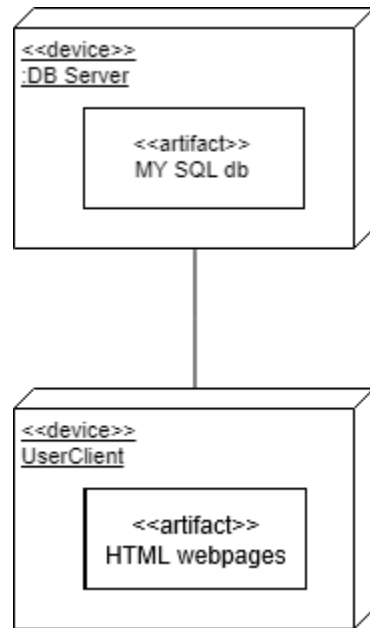 <<device>>
:DB Server
<<artifact>>
MY SQL db
<<device>>
UserClient
<<artifact>>
HTML webpages